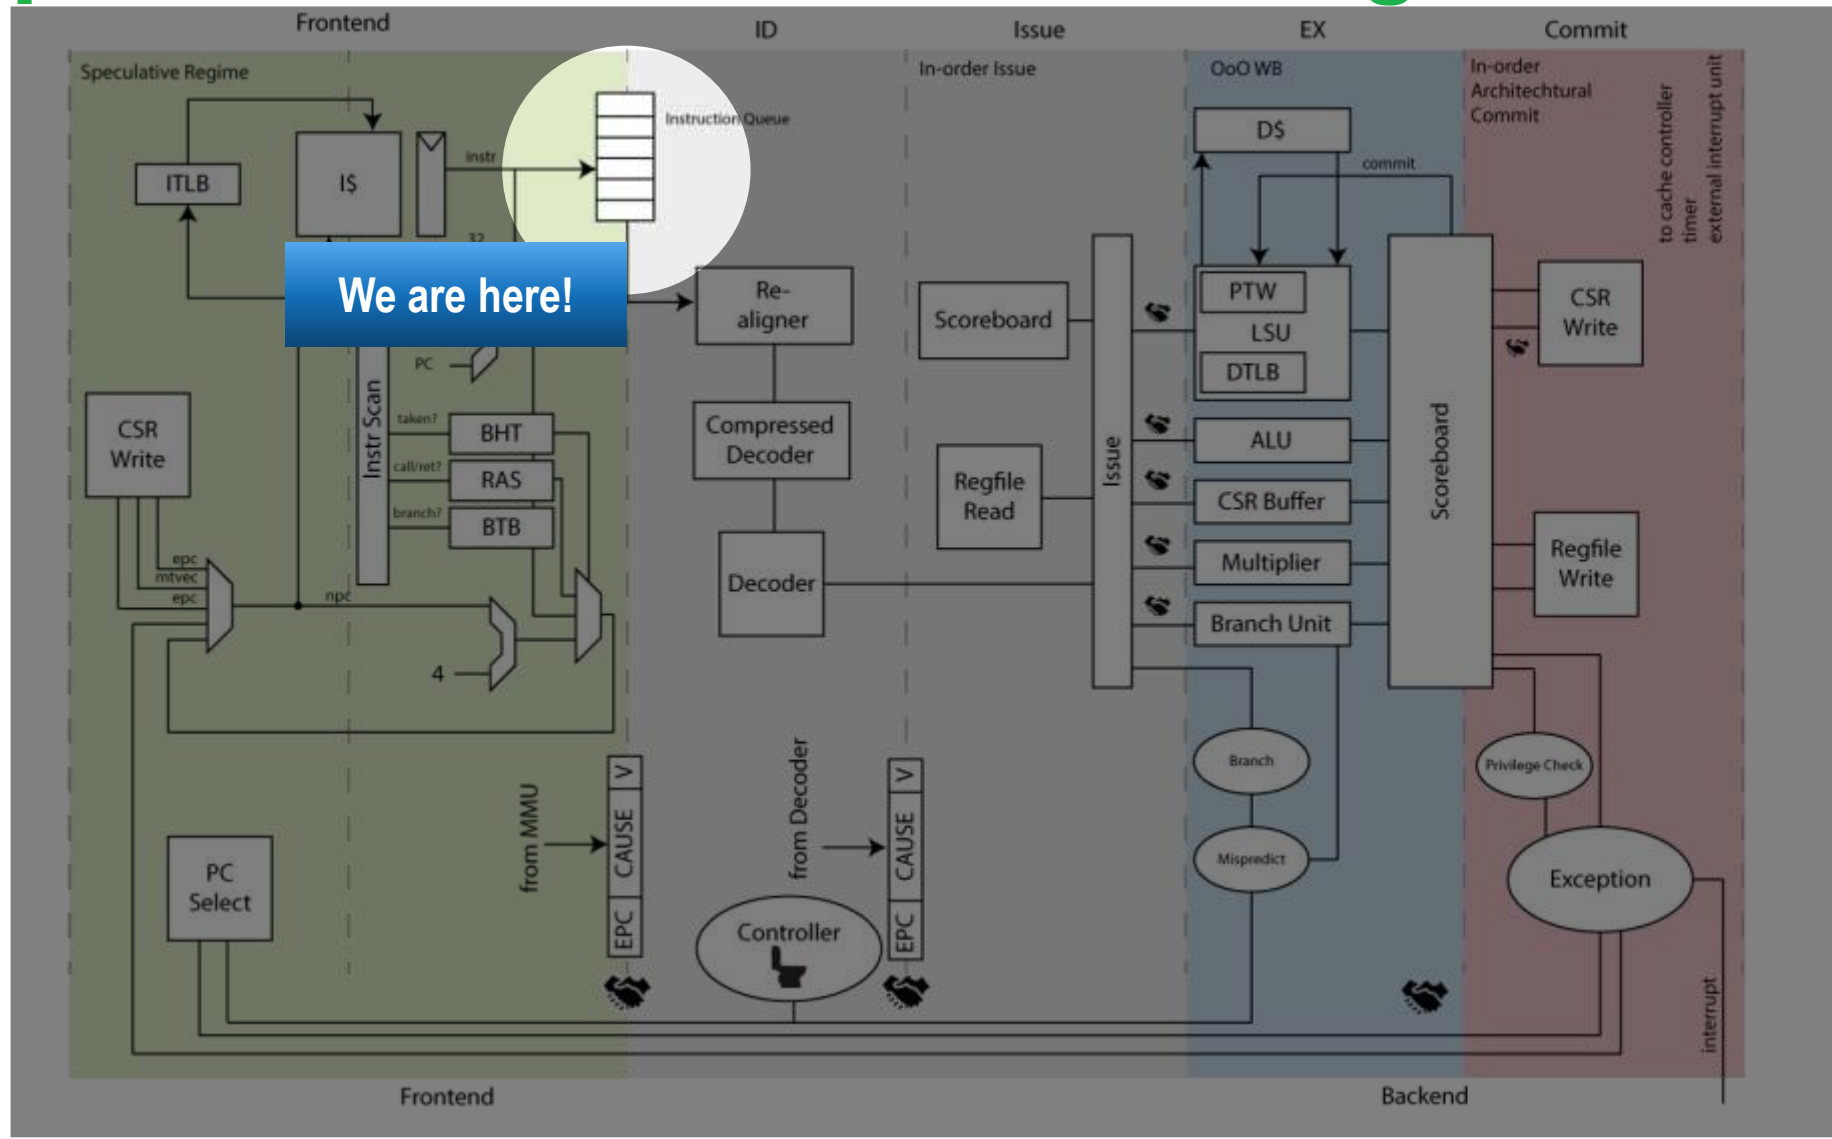 Frontend
ID
Issue
EX
Commit
Speculative Regime
In-order Issue
OoO WB
In-order
Architechtural
Commit
to cache controller
timer
external interrupt unit
Instruction Queue
ITLB
I$
instr
32
We are here!
PC
Instr Scan
taken?
BHT
call/ret?
RAS
branch?
BTB
CSR
Write
epc
mtvec
epc
npc
4
Re-
aligner
Compressed
Decoder
Decoder
Scoreboard
Regfile
Read
Issue
D$
commit
PTW
LSU
DTLB
ALU
CSR Buffer
Multiplier
Branch Unit
Scoreboard
CSR
Write
Regfile
Write
from MMU
EPC CAUSE V
from Decoder
EPC CAUSE V
Branch
Mispredict
Privilege Check
Exception
PC
Select
Controller
interrupt
Frontend
Backend